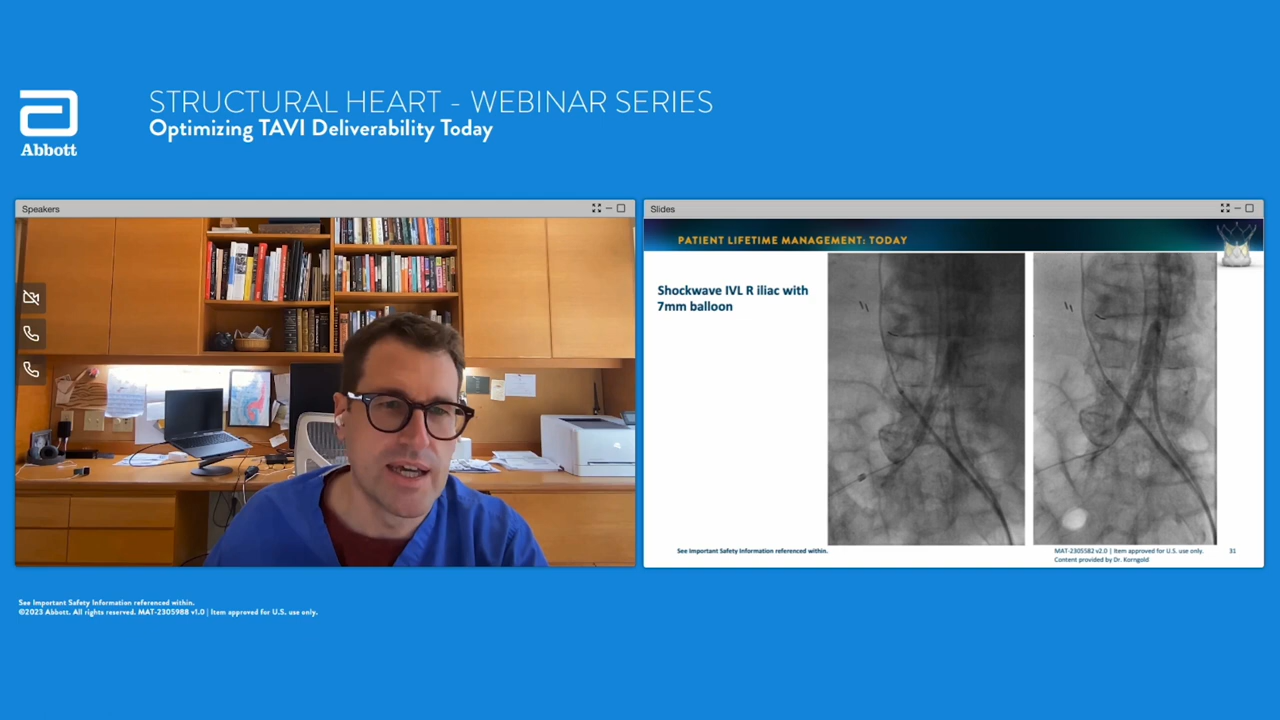 STRUCTURAL HEART - WEBINAR SERIES
Optimizing TAVI Deliverability Today
Abbott
Speakers
Slides
PATIENT LIFETIME MANAGEMENT: TODAY
Shockwave IVL R iliac with
7mm balloon
See Important Safety Information referenced within.
MAT-2305582 v2.0 | Item approved for U.S. use only.
Content provided by Dr. Korngold
31
See Important Safety Information referenced within.
©2023 Abbott. All rights reserved. MAT-2305988 v1.0 | Item approved for U.S. use only.